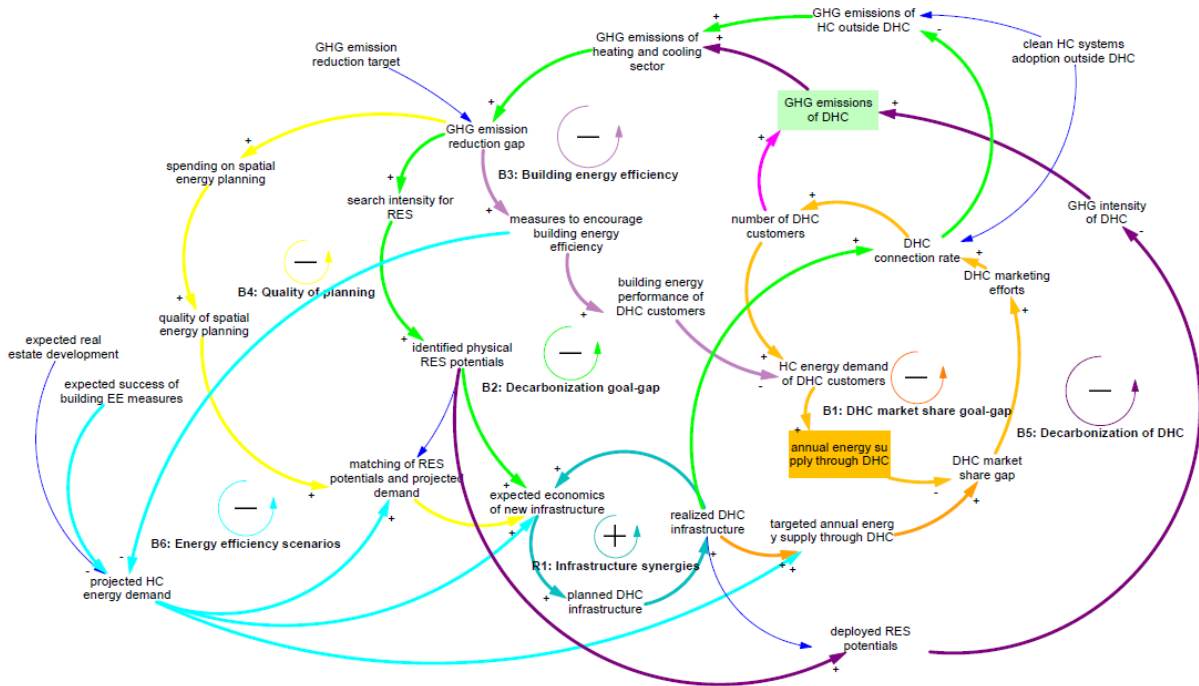 GHG emissions of
HC outside DHC
GHG emissions of
heating and cooling
sector
GHG emission
reduction target
clean HC systems
adoption outside DHC
GHG emissions
of DHC
GHG emission
reduction gap
B3: Building energy efficiency
spending on spatial
energy planning
search intensity for
RES
measures to encourage
building energy
efficiency
number of DHC
customers
GHG intensity
of DHC
DHC
connection rate
DHC marketing
efforts
B4: Quality of planning
building energy
performance of
DHC customers
quality of spatial
energy planning
expected real
estate development
identified physical
RES potentials
B2: Decarbonization goal-gap
HC energy demand
of DHC customers
expected success of
building EE measures
B1: DHC market share goal-gap
B5: Decarbonization of DHC
annual energy su
pply through DHC
DHC market
share gap
matching of RES
potentials and projected
demand
expected economics
of new infrastructure
realized DHC
infrastructure
targeted annual energ
y supply through DHC
B6: Energy efficiency scenarios
R1: Infrastructure synergies
projected HC
energy demand
planned DHC
infrastructure
deployed RES
potentials